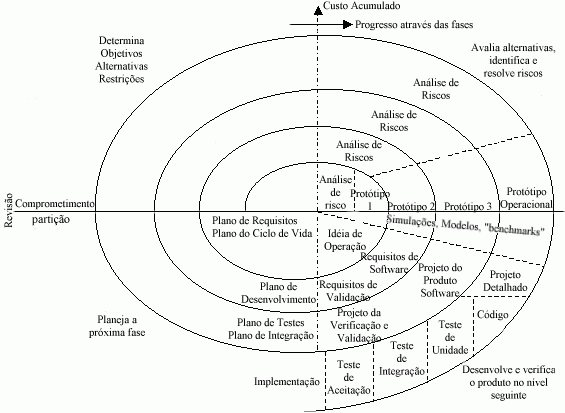 Custo Acumulado
Progresso através das fases
Determina
Objetivos
Alternativas
Restrições
Avalia alternativas,
identifica e
resolve riscos
Análise de
Riscos
Análise de
Riscos
Análise de
Riscos
Análise
de
risco
Protótipo
1
Protótipo 2
Protótipo 3
Protótipo
Operacional
Revisão
Comprometimento
partição
Simulações, Modelos, "benchmarks"
Plano de Requisitos
Plano do Ciclo de Vida
Idéia de
Operação
Requisitos de
Software
Projeto do
Produto
Software
Projeto
Detalhado
Plano de
Desenvolvimento
Requisitos de
Validação
Plano de Testes
Plano de Integração
Projeto da
Verificação e
Validação
Planeja a
próxima fase
Código
Teste
de
Unidade
Teste
de
Integração
Teste
de
Aceitação
Implementação
Desenvolve e verifica
o produto no nível
seguinte